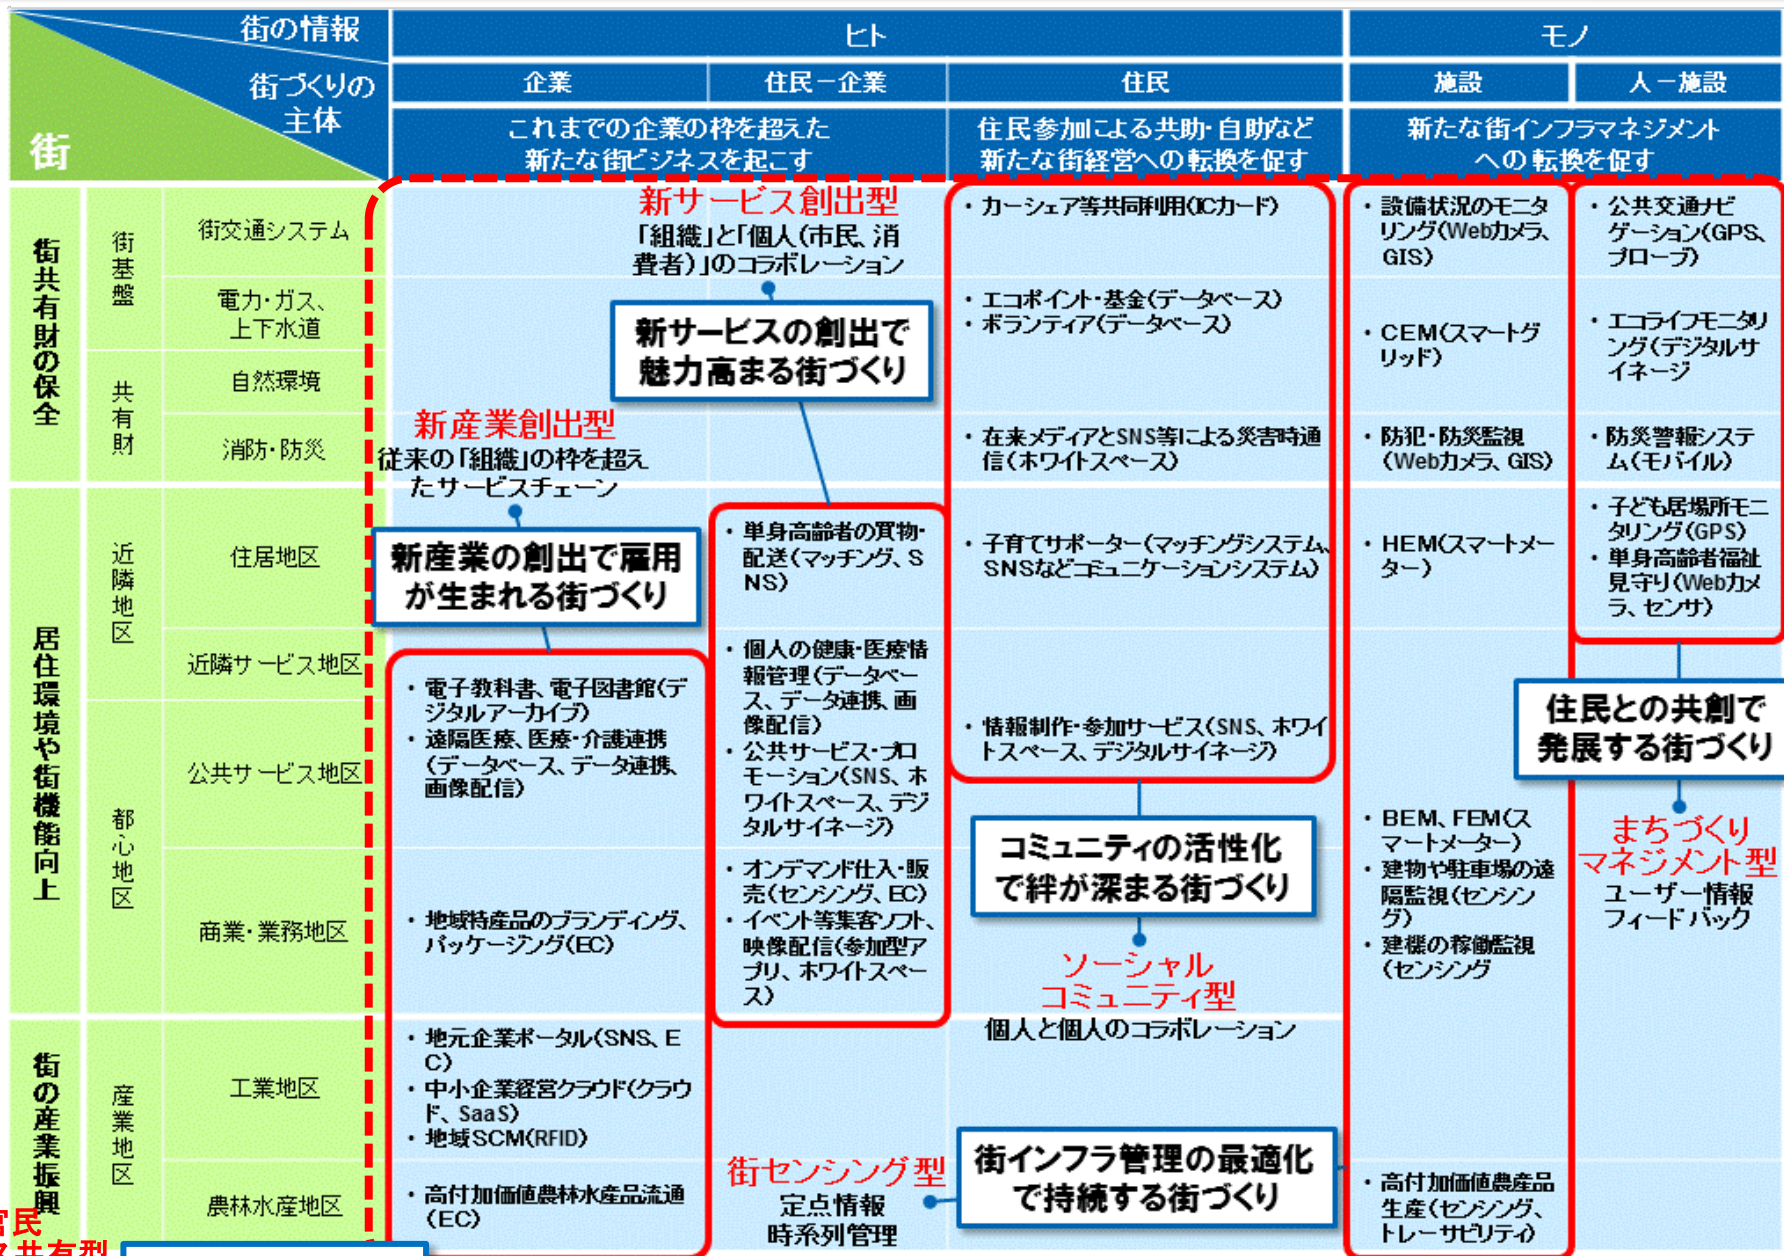 街の情報
街づくりの
主体
街
ヒト
モノ
企業
住民－企業
住民
施設
人－施設
これまでの企業の枠を超えた
新たな街ビジネスを起こす
住民参加による共助・自助など
新たな街経営への転換を促す
新たな街インフラマネジメント
への転換を促す
街共有財の保全
街基盤
街交通システム
電力・ガス、
上下水道
共有財
自然環境
消防・防災
居住環境や街機能向上
近隣地区
住居地区
近隣サービス地区
都心地区
公共サービス地区
商業・業務地区
街の産業振興
産業地区
工業地区
農林水産地区
新サービス創出型
「組織」と「個人(市民、消
費者)」のコラボレーション
新サービスの創出で
魅力高まる街づくり
新産業創出型
従来の「組織」の枠を超え
たサービスチェーン
新産業の創出で雇用
が生まれる街づくり
・電子教科書、電子図書館(デ
ジタルアーカイブ)
・遠隔医療、医療・介護連携
(データベース、データ連携、
画像配信)
・地域特産品のブランディング、
パッケージング(EC)
・地元企業ポータル(SNS、E
C)
・中小企業経営クラウド(クラウ
ド、SaaS)
・地域SCM(RFID)
・高付加価値農林水産品流通
(EC)
・単身高齢者の買物・
配送(マッチング、S
NS)
・個人の健康・医療情
報管理(データベー
ス、データ連携、画
像配信)
・公共サービス・プロ
モーション(SNS、ホ
ワイトスペース、デジ
タルサイネージ)
・オンデマンド仕入・販
売(センシング、EC)
・イベント等集客ソフト、
映像配信(参加型ア
プリ、ホワイトスペー
ス)
街センシング型
定点情報
時系列管理
・カーシェア等共同利用(ICカード)
・エコポイント・基金(データベース)
・ボランティア(データベース)
・在来メディアとSNS等による災害時通
信(ホワイトスペース)
・子育てサポーター(マッチングシステム、
SNSなどコミュニケーションシステム)
・情報制作・参加サービス(SNS、ホワイ
トスペース、デジタルサイネージ)
コミュニティの活性化
で絆が深まる街づくり
ソーシャル
コミュニティ型
個人と個人のコラボレーション
街インフラ管理の最適化
で持続する街づくり
・設備状況のモニタ
リング(Webカメラ、
GIS)
・CEM(スマートグ
リッド)
・防犯・防災監視
(Webカメラ、GIS)
・HEM(スマートメー
ター)
・BEM、FEM(ス
マートメーター)
・建物や駐車場の遠
隔監視(センシン
グ)
・建機の稼働監視
(センシング
・高付加価値農産品
生産(センシング、
トレーサビリティ)
・公共交通ナビ
ゲーション(GPS、
プローブ)
・エコライフモニタリ
ング(デジタルサ
イネージ
・防災警報システ
ム(モバイル)
・子ども居場所モニ
タリング(GPS)
・単身高齢者福祉
見守り(Webカメ
ラ、センサ)
住民との共創で
発展する街づくり
まちづくり
マネジメント型
ユーザー情報
フィードバック
官民
共有型